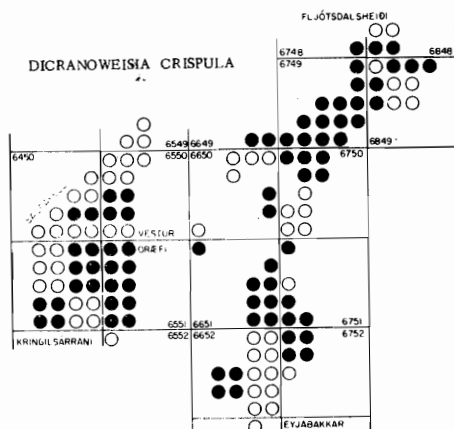 FLJÓTSDALSHEIÐI
6748 6848
6749
DICRANOWEISIA CRISPULA
6549 6649 6849
6450 6550 6650 6750
VESTUR
ÖRÆFI
6551 6651 6751
KRINGILSÁRRANI 6552 6652 6752
EYJABAKKAR